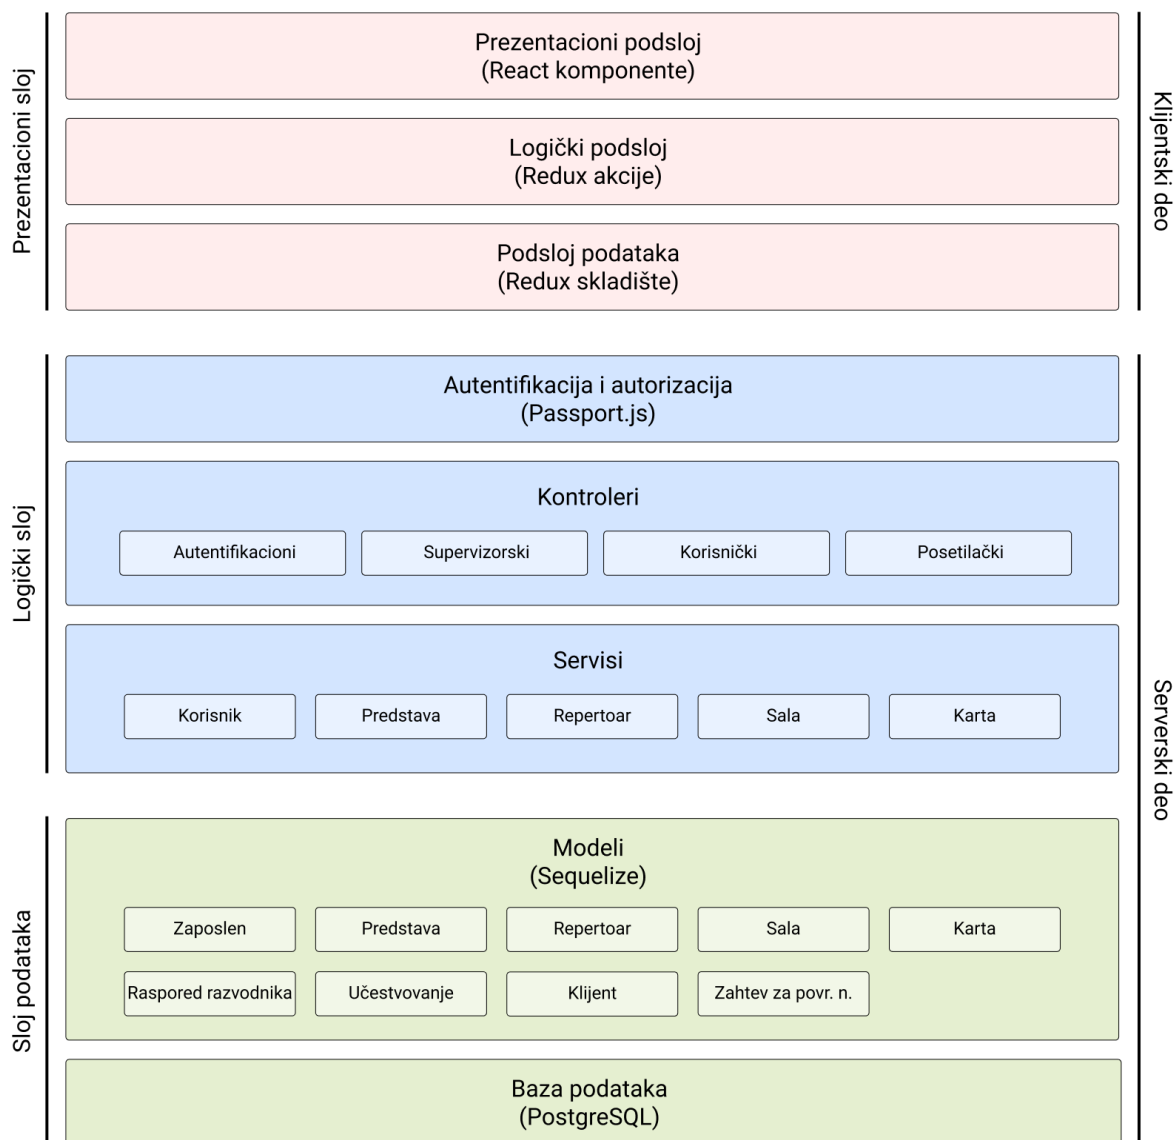 Prezentacioni sloj
Prezentacioni podsloj
(React komponente)
Logički podsloj
(Redux akcije)
Podsloj podataka
(Redux skladište)
Klijentski deo
Logički sloj
Autentifikacija i autorizacija
(Passport.js)
Kontroleri
Autentifikacioni
Supervizorski
Korisnički
Posetilački
Servisi
Korisnik
Predstava
Repertoar
Sala
Karta
Serverski deo
Sloj podataka
Modeli
(Sequelize)
Zaposlen
Predstava
Repertoar
Sala
Karta
Raspored razvodnika
Učestvovanje
Klijent
Zahtev za povr. n.
Baza podataka
(PostgreSQL)